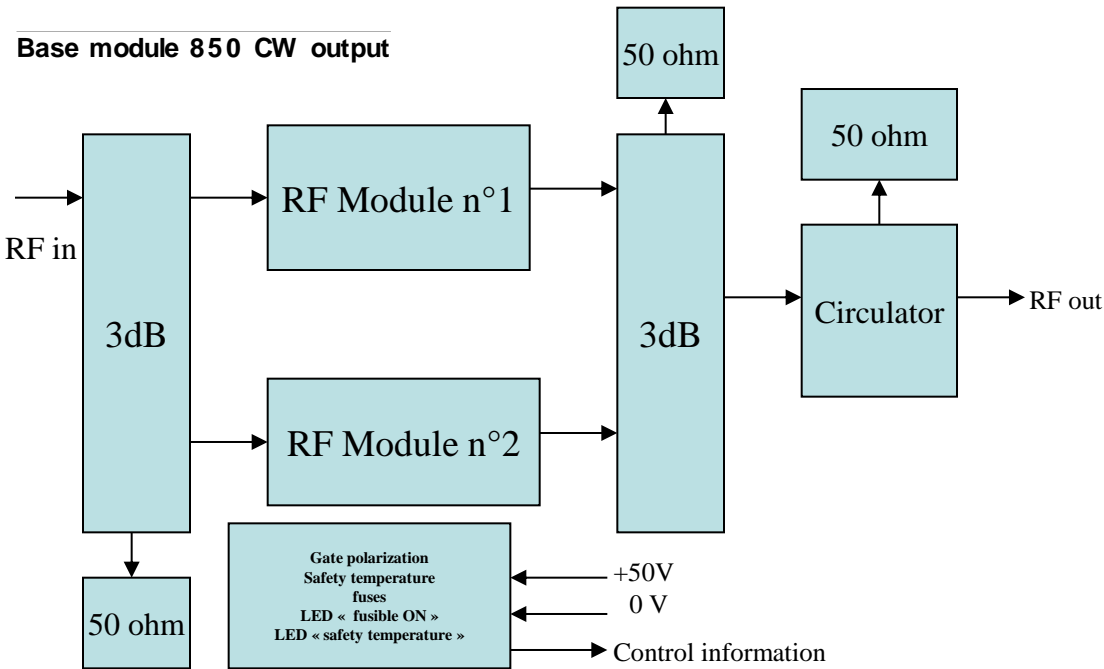 Base module 850 CW output
50 ohm
50 ohm
RF in
3dB
RF Module n°1
RF Module n°2
3dB
Circulator
RF out
50 ohm
Gate polarization
Safety temperature
fuses
LED « fusible ON »
LED « safety temperature »
+50V
0 V
Control information